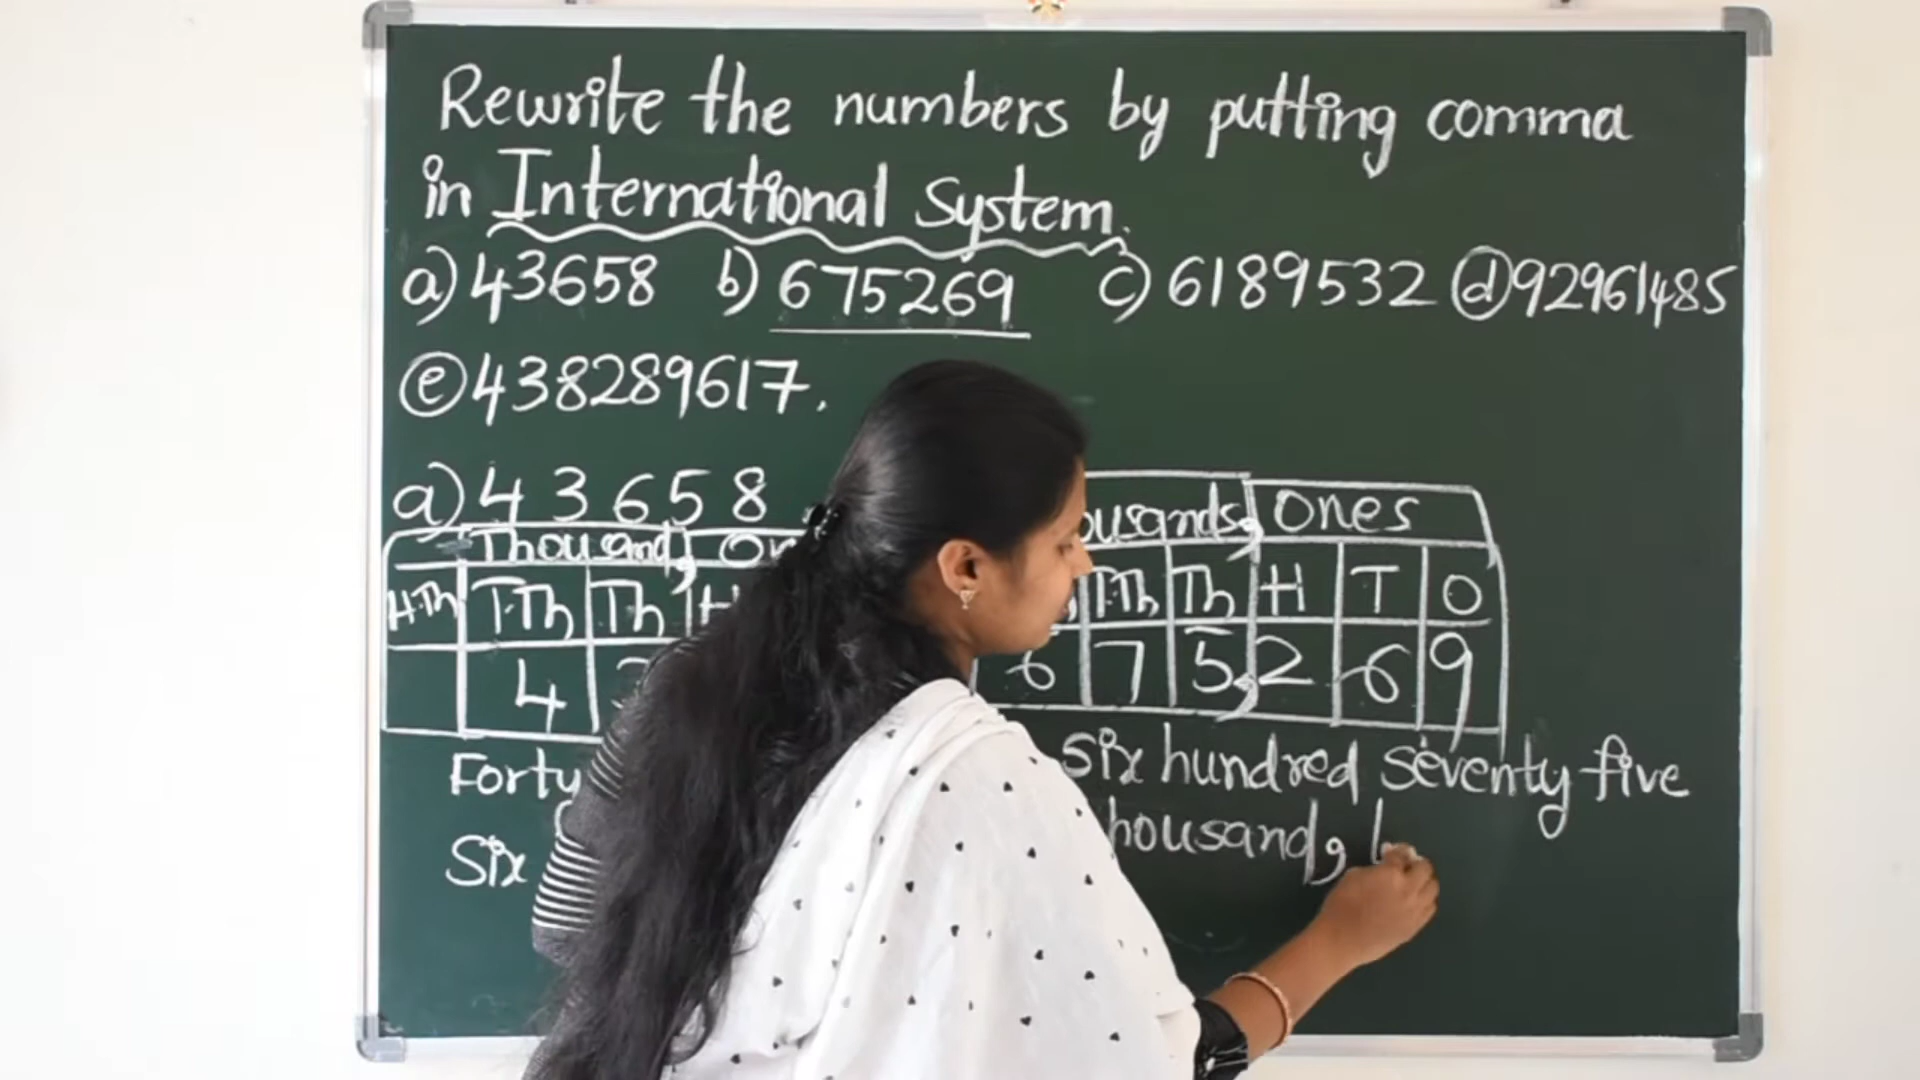 Rewrite the numbers by putting comma
in International System.
a) 43658 b) 675269 c) 6189532 d) 92961485
e) 438289617.
a) 4 3 6 5 8
Thousand,
H.Th T.Th Th H
4
Forty
Six
ousands, Ones
T.Th Th H T O
6 7 5, 2 6 9
Six hundred seventy five
housand,